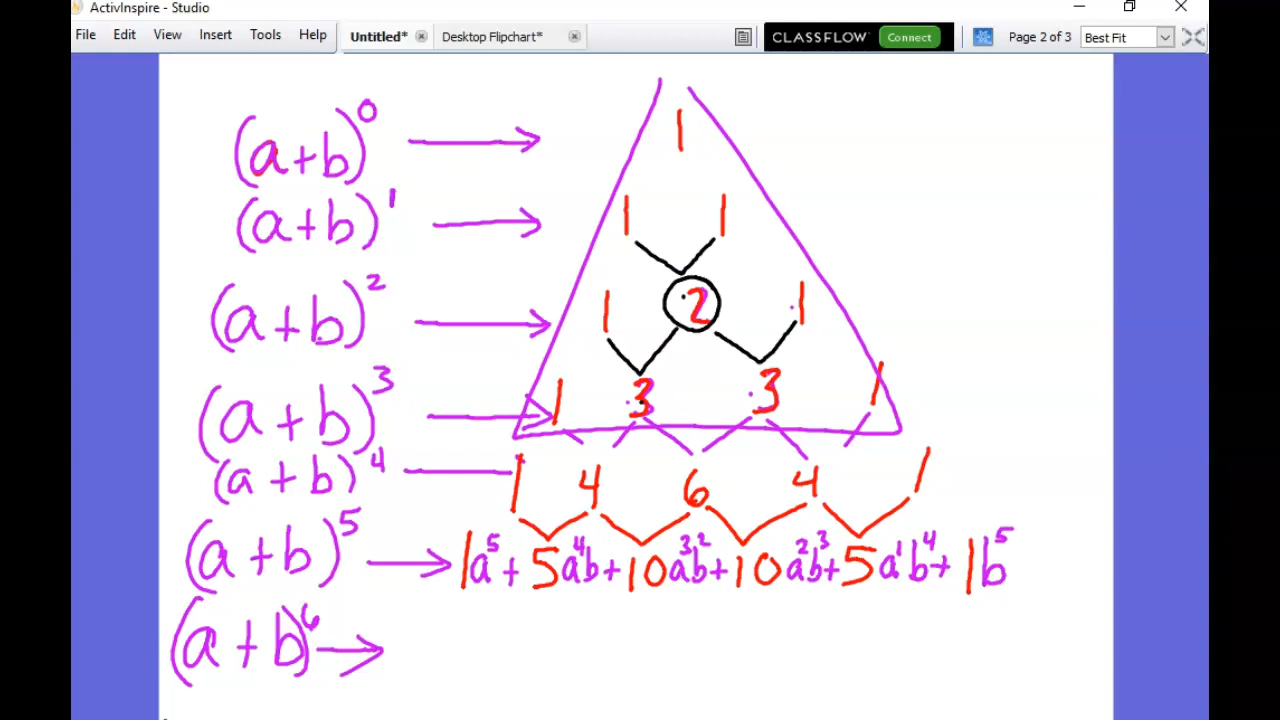 ActivInspire - Studio
File Edit View Insert Tools Help Untitled* Desktop Flipchart* CLASSFLOW Connect Page 2 of 3 Best Fit
(a+b)⁰ → 1
(a+b)¹ → 1 1
(a+b)² → 1 2 1
(a+b)³ → 1 3 3 1
(a+b)⁴ — 1 4 6 4 1
(a+b)⁵ → 1a⁵ + 5a⁴b + 10a³b² + 10a²b³ + 5a¹b⁴ + 1b⁵
(a+b)⁶ →